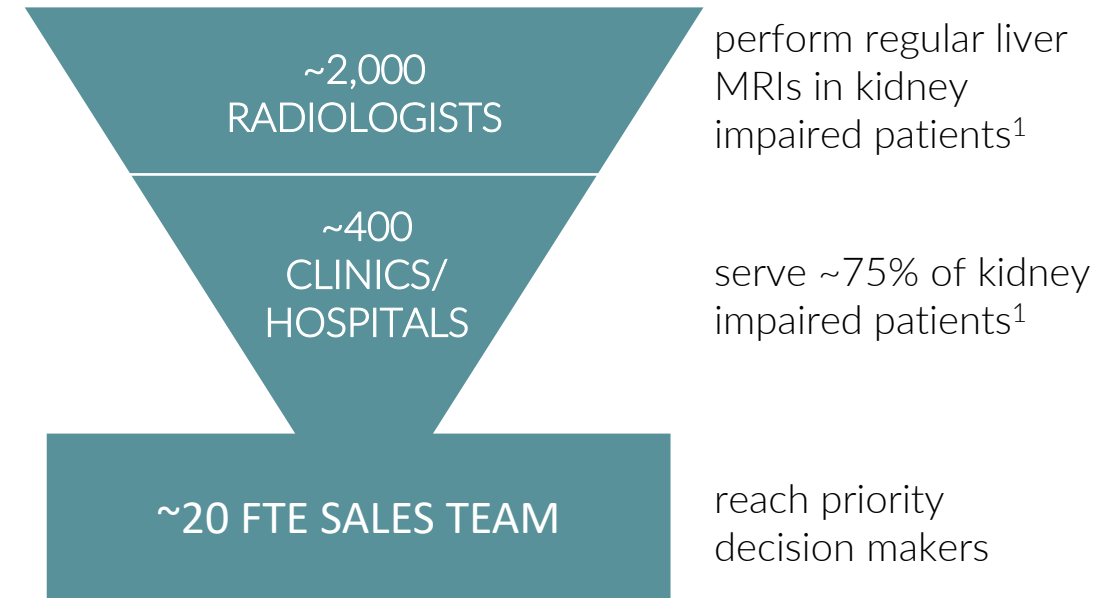 ~2,000
RADIOLOGISTS
perform regular liver
MRIs in kidney
impaired patients¹
~400
CLINICS/
HOSPITALS
serve ~75% of kidney
impaired patients¹
~20 FTE SALES TEAM
reach priority
decision makers